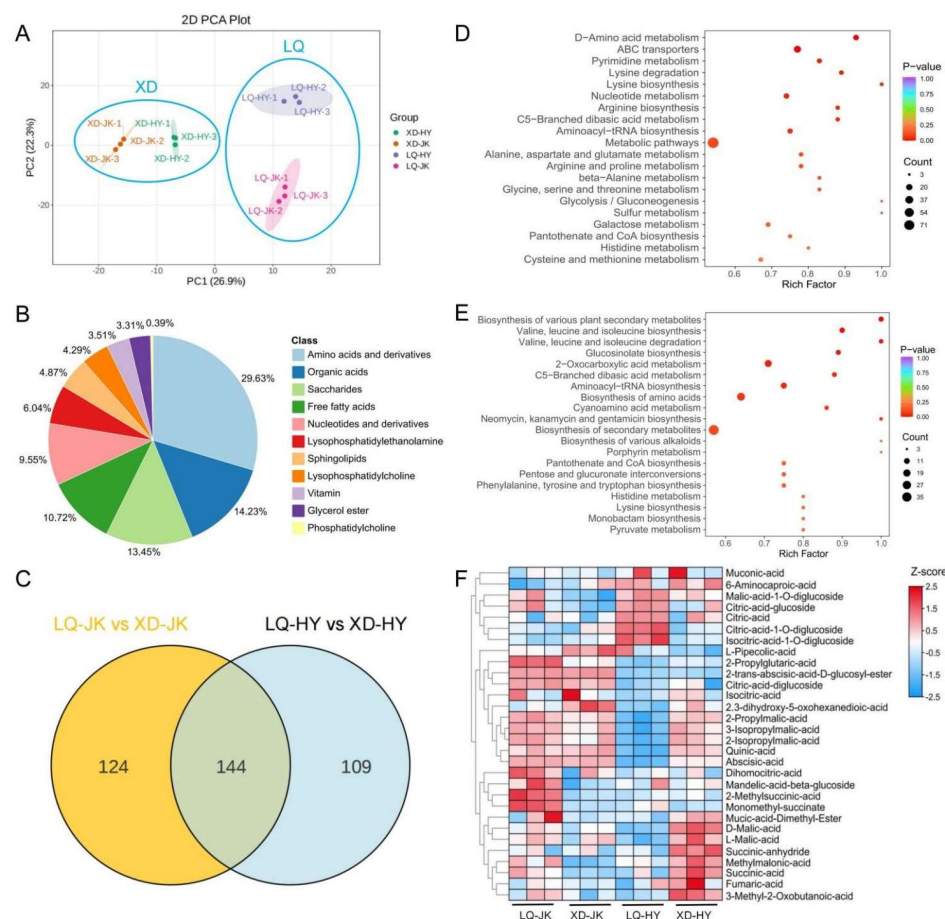 A
2D PCA Plot
XD
LQ
LQ-HY-1
LQ-HY-2
LQ-HY-3
XD-JK-1
XD-HY-1
XD-JK-2
XD-HY-3
XD-JK-3
XD-HY-2
LQ-JK-1
LQ-JK-3
LQ-JK-2
PC2 (22.3%)
20
0
-20
-20
-10
0
10
20
PC1 (26.9%)
Group
XD-HY
XD-JK
LQ-HY
LQ-JK
B
0.39%
3.31%
3.51%
4.29%
4.87%
6.04%
9.55%
10.72%
13.45%
14.23%
29.63%
Class
Amino acids and derivatives
Organic acids
Saccharides
Free fatty acids
Nucleotides and derivatives
Lysophosphatidylethanolamine
Sphingolipids
Lysophosphatidylcholine
Vitamin
Glycerol ester
Phosphatidylcholine
C
LQ-JK vs XD-JK
LQ-HY vs XD-HY
124
144
109
D
D-Amino acid metabolism
ABC transporters
Pyrimidine metabolism
Lysine degradation
Lysine biosynthesis
Nucleotide metabolism
Arginine biosynthesis
C5-Branched dibasic acid metabolism
Aminoacyl-tRNA biosynthesis
Metabolic pathways
Alanine, aspartate and glutamate metabolism
Arginine and proline metabolism
beta-Alanine metabolism
Glycine, serine and threonine metabolism
Glycolysis / Gluconeogenesis
Sulfur metabolism
Galactose metabolism
Pantothenate and CoA biosynthesis
Histidine metabolism
Cysteine and methionine metabolism
0.6
0.7
0.8
0.9
1.0
Rich Factor
P-value
1.00
0.75
0.50
0.25
0.00
Count
3
20
37
54
71
E
Biosynthesis of various plant secondary metabolites
Valine, leucine and isoleucine biosynthesis
Valine, leucine and isoleucine degradation
Glucosinolate biosynthesis
2-Oxocarboxylic acid metabolism
C5-Branched dibasic acid metabolism
Aminoacyl-tRNA biosynthesis
Biosynthesis of amino acids
Cyanoamino acid metabolism
Neomycin, kanamycin and gentamicin biosynthesis
Biosynthesis of secondary metbolites
Biosynthesis of various alkaloids
Porphyrin metabolism
Pantothenate and CoA biosynthesis
Pentose and glucuronate interconversions
Phenylalanine, tyrosine and tryptophan biosynthesis
Histidine metabolism
Lysine biosynthesis
Monobactam biosynthesis
Pyruvate metabolism
0.6
0.7
0.8
0.9
1.0
Rich Factor
P-value
1.00
0.75
0.50
0.25
0.00
Count
3
11
19
27
35
F
Muconic-acid
6-Aminocaproic-acid
Malic-acid-1-O-diglucoside
Citric-acid-glucoside
Citric-acid
Citric-acid-1-O-diglucoside
Isocitric-acid-1-O-diglucoside
L-Pipecolic-acid
2-Propylglutaric-acid
2-trans-abscisic-acid-D-glucosyl-ester
Citric-acid-diglucoside
Isocitric-acid
2.3-dihydroxy-5-oxohexanedioic-acid
2-Propylmalic-acid
3-Isopropylmalic-acid
2-Isopropylmalic-acid
Quinic-acid
Abscisic-acid
Dihomocitric-acid
Mandelic-acid-beta-glucoside
2-Methylsuccinic-acid
Monomethyl-succinate
Mucic-acid-Dimethyl-Ester
D-Malic-acid
L-Malic-acid
Succinic-anhydride
Methylmalonic-acid
Succinic-acid
Fumaric-acid
3-Methyl-2-Oxobutanoic-acid
LQ-JK
XD-JK
LQ-HY
XD-HY
Z-score
2.5
0
-2.5